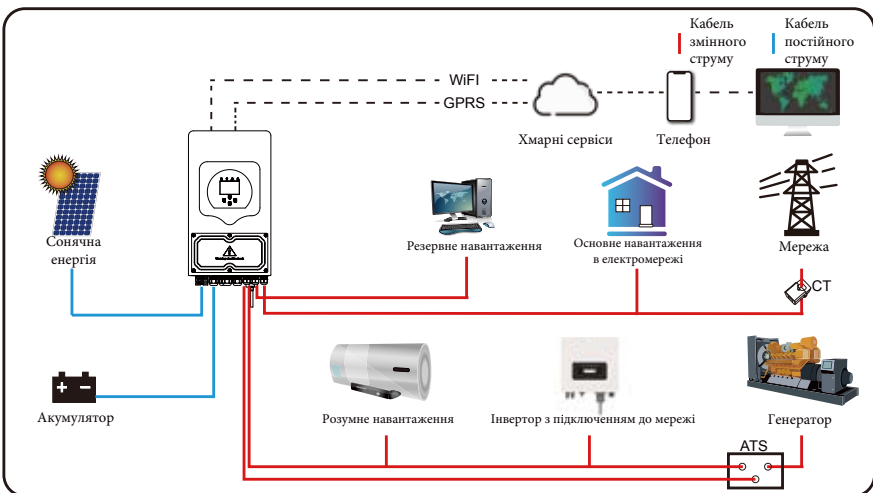 Кабель
змінного
струму
Кабель
постійного
струму
WiFI
GPRS
Хмарні сервіси
Телефон
Сонячна
енергія
Резервне навантаження
Основне навантаження
в електромережі
Мережа
CT
Акумулятор
Розумне навантаження
Інвертор з підключенням до мережі
Генератор
ATS